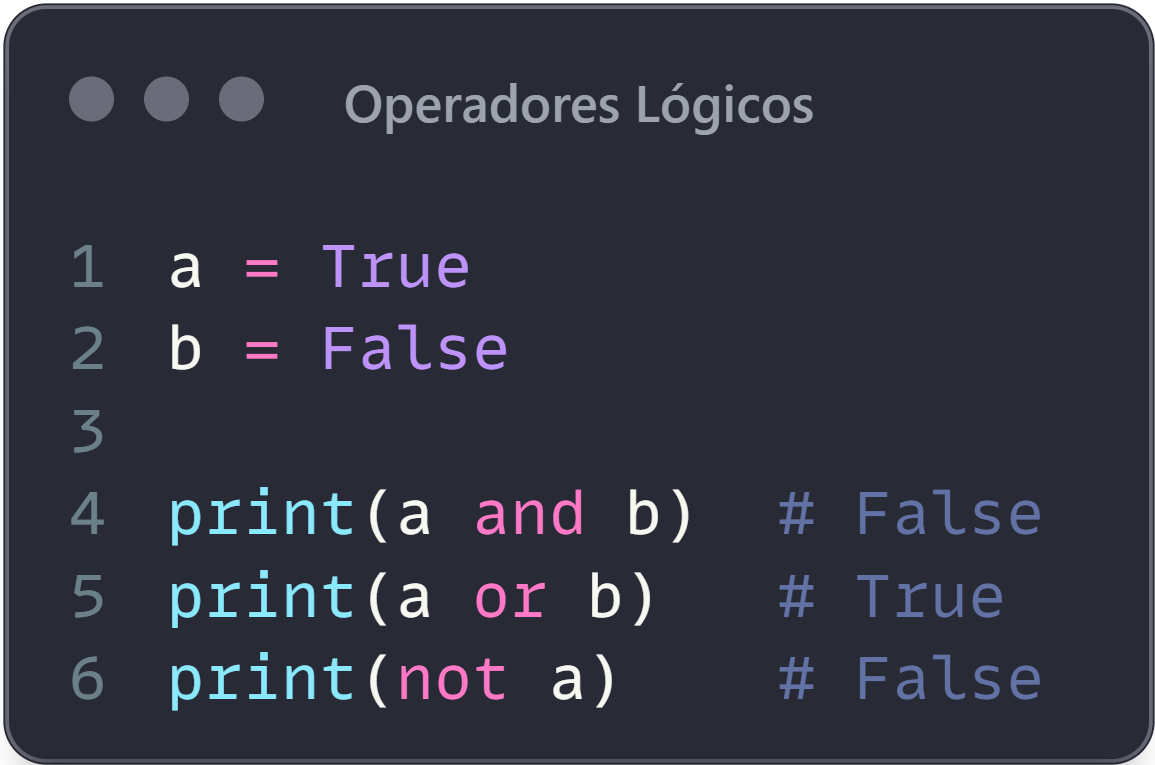 Operadores Lógicos
1 a = True
2 b = False
3
4 print(a and b)  # False
5 print(a or b)   # True
6 print(not a)    # False